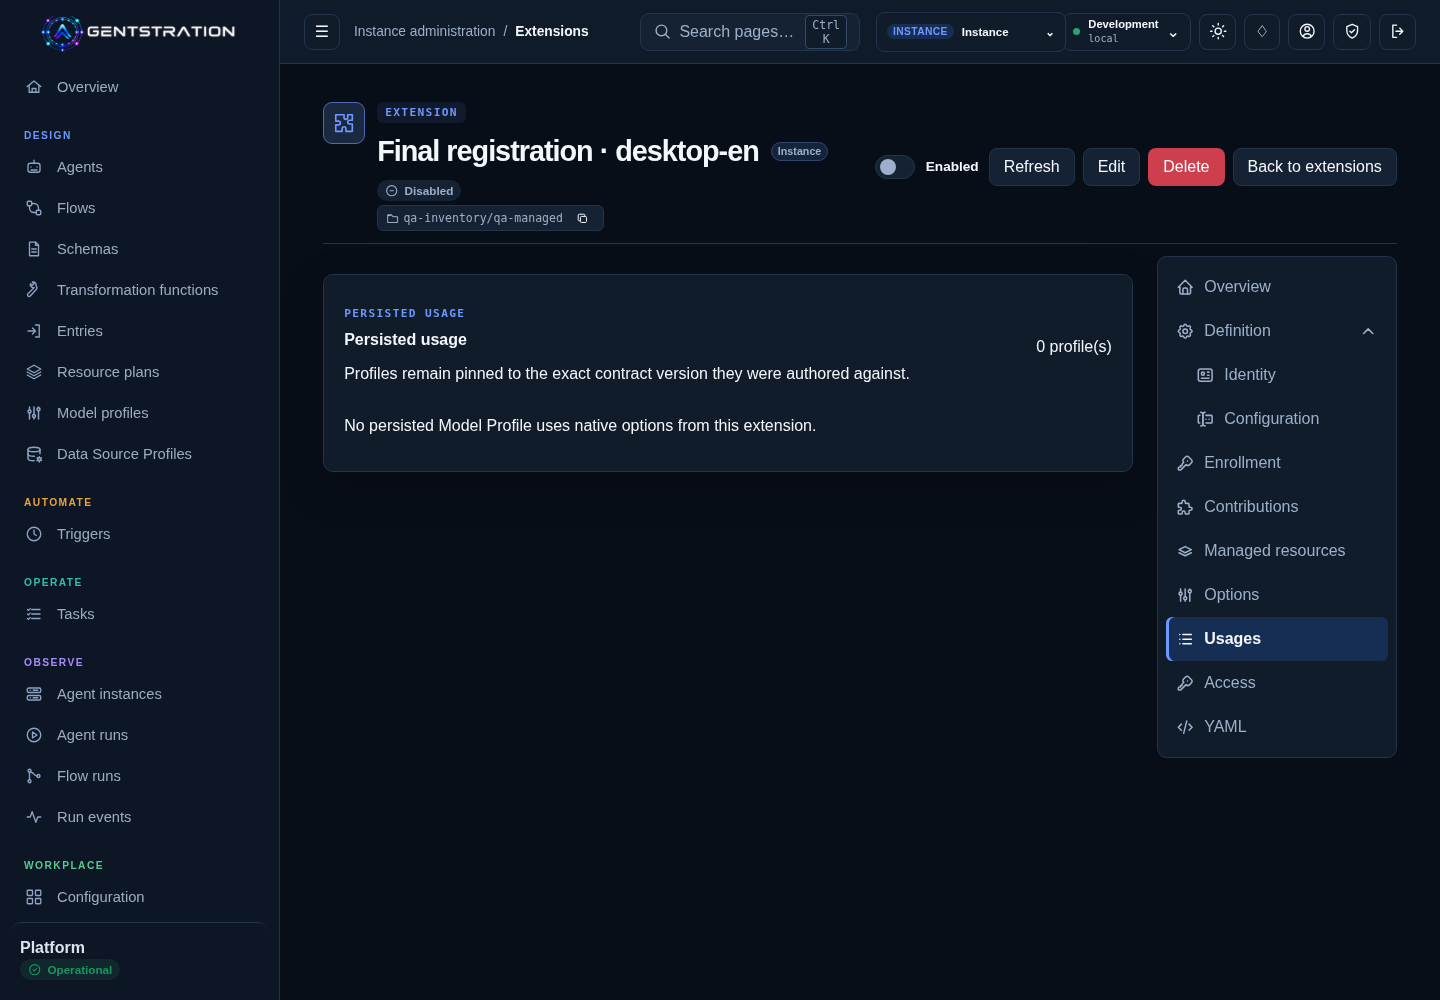 GENTSTRATION
Overview
DESIGN
Agents
Flows
Schemas
Transformation functions
Entries
Resource plans
Model profiles
Data Source Profiles
AUTOMATE
Triggers
OPERATE
Tasks
OBSERVE
Agent instances
Agent runs
Flow runs
Run events
WORKPLACE
Configuration
Platform
Operational
Instance administration / Extensions
Search pages…
Ctrl
K
INSTANCE Instance
Development
local
EXTENSION
Final registration · desktop-en Instance
Disabled
qa-inventory/qa-managed
Enabled Refresh Edit Delete Back to extensions
PERSISTED USAGE
Persisted usage
0 profile(s)
Profiles remain pinned to the exact contract version they were authored against.
No persisted Model Profile uses native options from this extension.
Overview
Definition
Identity
Configuration
Enrollment
Contributions
Managed resources
Options
Usages
Access
YAML